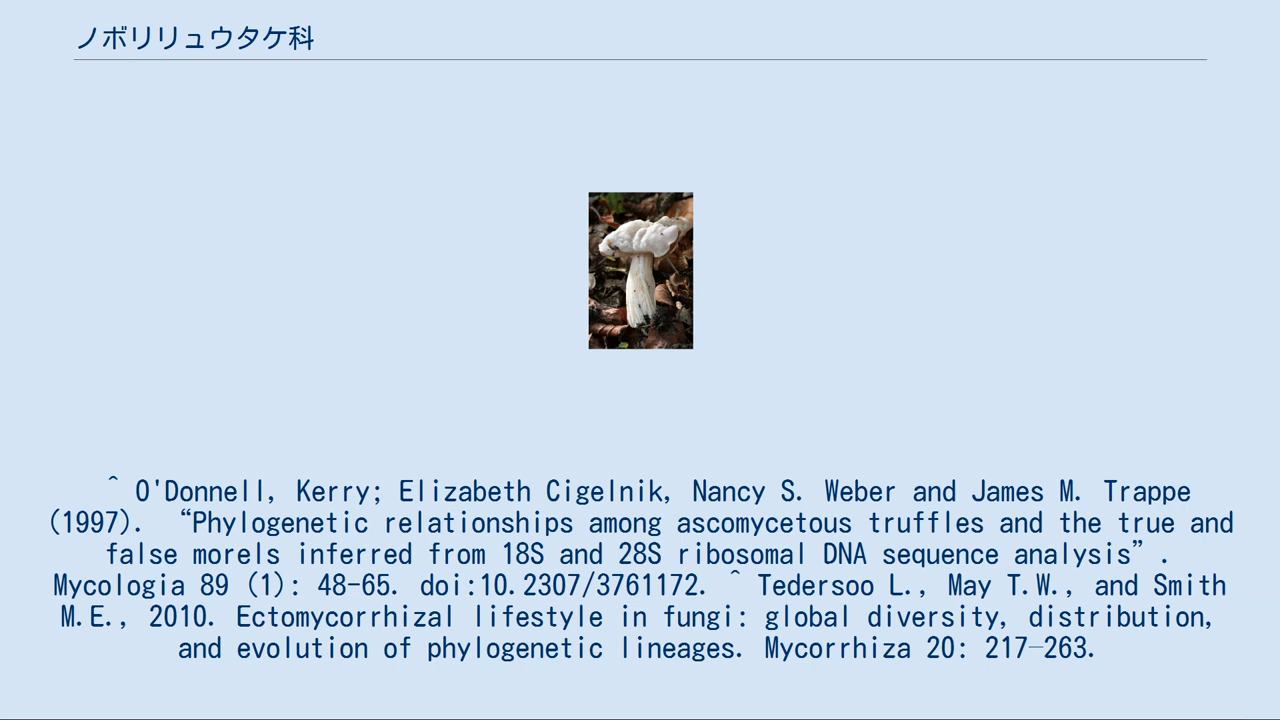 ノボリリュウタケ科
^ O'Donnell, Kerry; Elizabeth Cigelnik, Nancy S. Weber and James M. Trappe
(1997). “Phylogenetic relationships among ascomycetous truffles and the true and
false morels inferred from 18S and 28S ribosomal DNA sequence analysis”.
Mycologia 89 (1): 48-65. doi:10.2307/3761172. ^ Tedersoo L., May T.W., and Smith
M.E., 2010. Ectomycorrhizal lifestyle in fungi: global diversity, distribution,
and evolution of phylogenetic lineages. Mycorrhiza 20: 217–263.